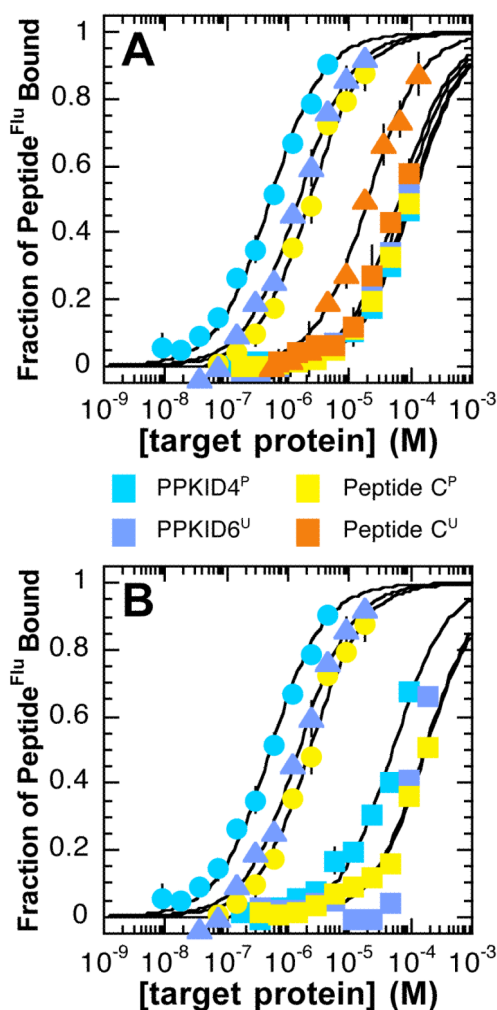 A
Fraction of Peptide^Flu Bound
1
0.8
0.6
0.4
0.2
0
10^-9 10^-8 10^-7 10^-6 10^-5 10^-4 10^-3
[target protein] (M)
PPKID4^P Peptide C^P
PPKID6^U Peptide C^U
B
Fraction of Peptide^Flu Bound
1
0.8
0.6
0.4
0.2
0
10^-9 10^-8 10^-7 10^-6 10^-5 10^-4 10^-3
[target protein] (M)